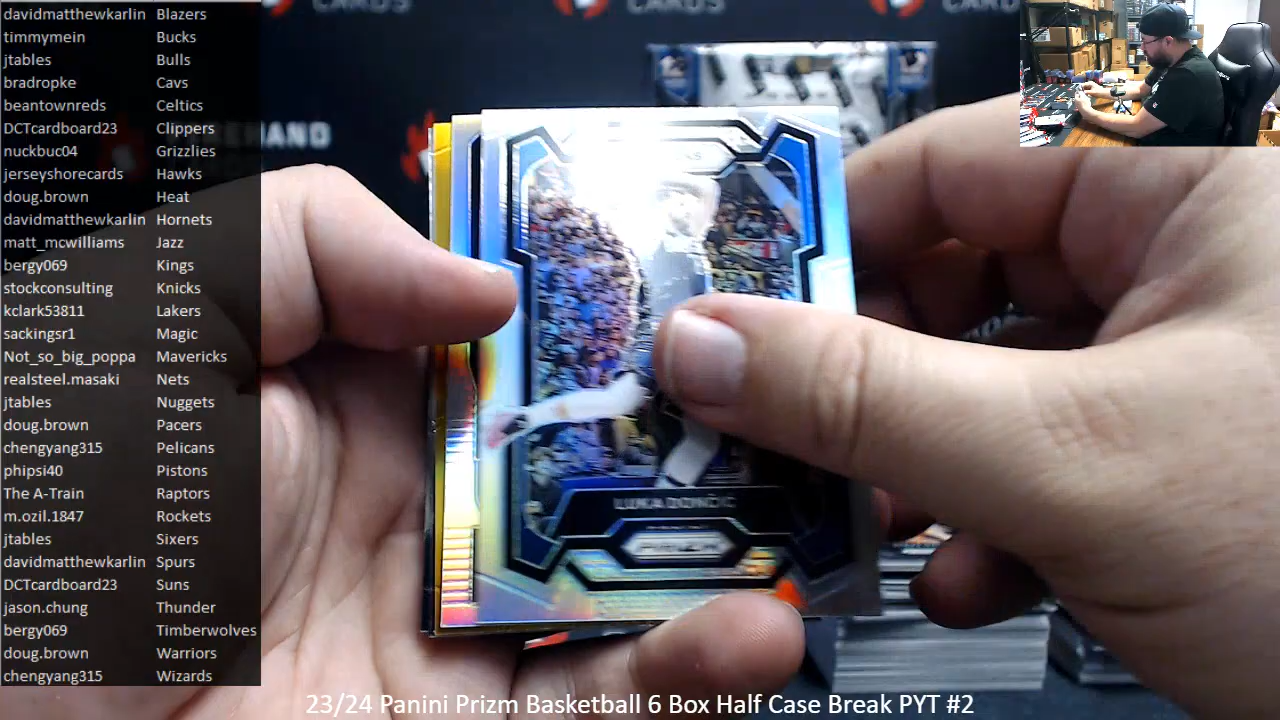 davidmatthewkarlin Blazers
timmymein Bucks
jtables Bulls
bradropke Cavs
beantownreds Celtics
DCTcardboard23 Clippers
nuckbuc04 Grizzlies
jerseyshorecards Hawks
doug.brown Heat
davidmatthewkarlin Hornets
matt_mcwilliams Jazz
bergy069 Kings
stockconsulting Knicks
kclark53811 Lakers
sackingsr1 Magic
Not_so_big_poppa Mavericks
realsteel.masaki Nets
jtables Nuggets
doug.brown Pacers
chengyang315 Pelicans
phipsi40 Pistons
The A-Train Raptors
m.ozil.1847 Rockets
jtables Sixers
davidmatthewkarlin Spurs
DCTcardboard23 Suns
jason.chung Thunder
bergy069 Timberwolves
doug.brown Warriors
chengyang315 Wizards
CARDS
CARDS
CARD
LUKA DONČIĆ
PRIZM
23/24 Panini Prizm Basketball 6 Box Half Case Break PYT #2